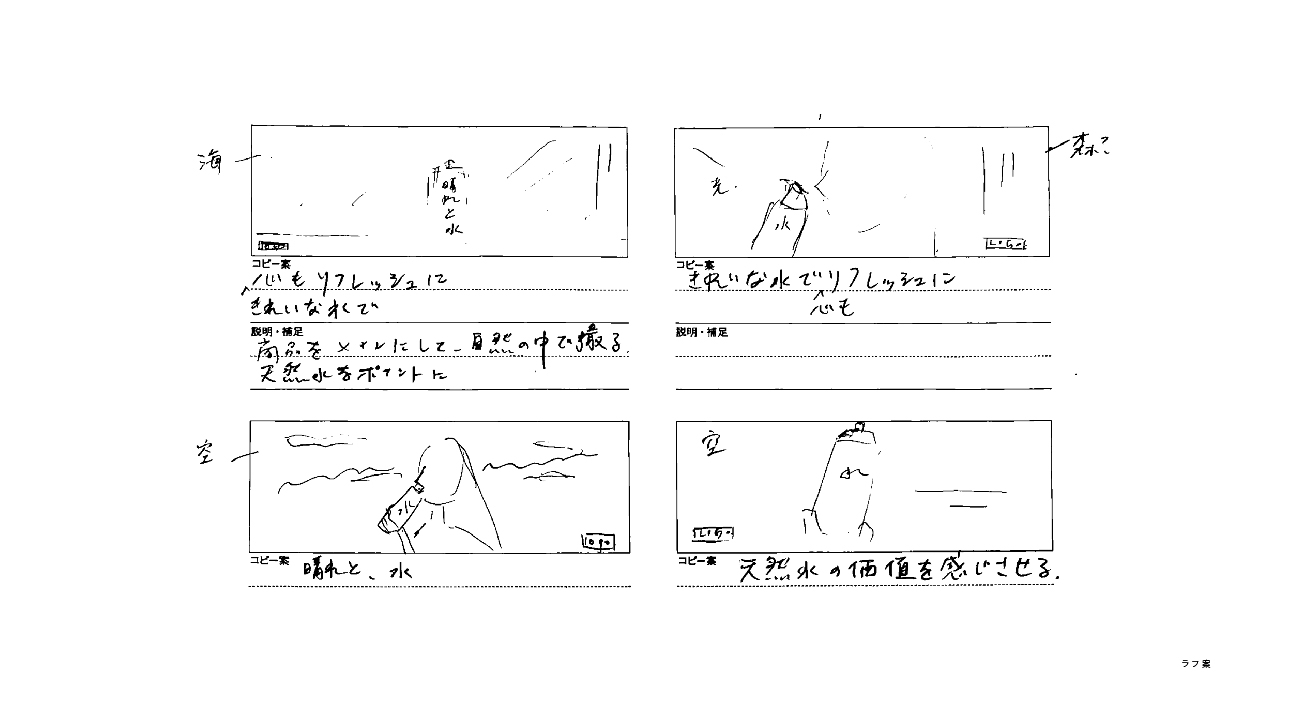 海
晴れと水
LOGO
コピー案
心もリフレッシュに
きれいな水で
説明・補足
商品をメインにして、自然の中で撮る。
天然水をポイントに
森
光
水
LOGO
コピー案
きれいな水でリフレッシュに
心も
説明・補足
空
水
LOGO
コピー案
晴れと、水
空
水
LOGO
コピー案
天然水の価値を感じさせる。
ラフ案